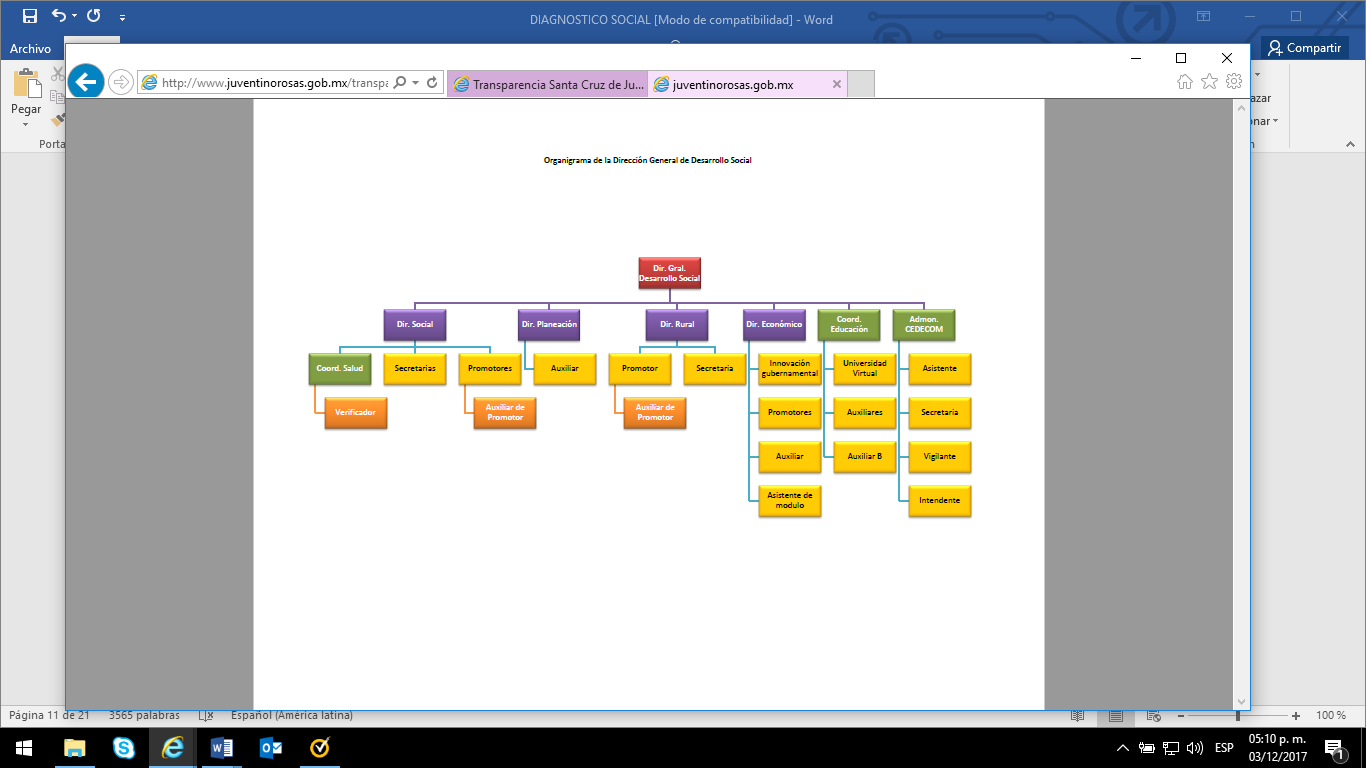 DIAGNOSTICO SOCIAL [Modo de compatibilidad] - Word
Archivo
Compartir
http://www.juventinorosas.gob.mx/transpa
Transparencia Santa Cruz de Ju...
juventinorosas.gob.mx
Pegar
Porta
azar
onar
n
Organigrama de la Dirección General de Desarrollo Social
Dir. Gral.
Desarrollo Social
Dir. Social
Dir. Planeación
Dir. Rural
Dir. Económico
Coord.
Educación
Admon.
CEDECOM
Coord. Salud
Secretarias
Promotores
Auxiliar
Promotor
Secretaria
Innovación
gubernamental
Universidad
Virtual
Asistente
Verificador
Auxiliar de
Promotor
Auxiliar de
Promotor
Promotores
Auxiliares
Secretaria
Auxiliar
Auxiliar B
Vigilante
Asistente de
modulo
Intendente
Página 11 de 21
3565 palabras
Español (América latina)
100 %
ESP
05:10 p. m.
03/12/2017
1